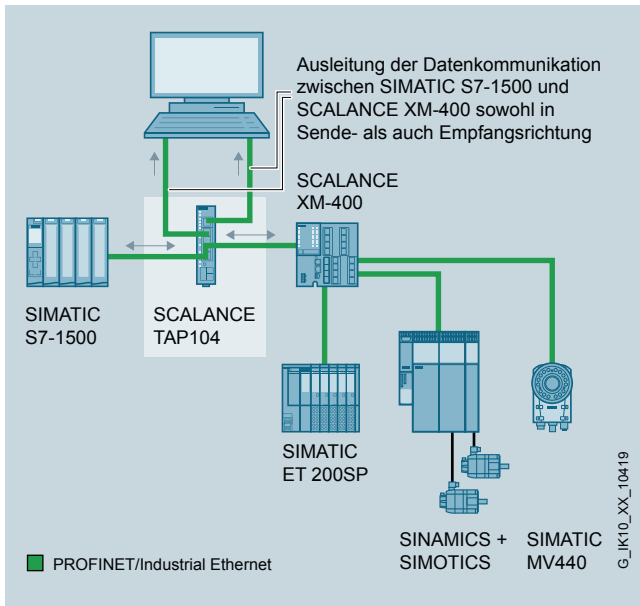 Ausleitung der Datenkommunikation
zwischen SIMATIC S7-1500 und
SCALANCE XM-400 sowohl in
Sende- als auch Empfangsrichtung
SCALANCE
XM-400
SIMATIC
S7-1500
SCALANCE
TAP104
SIMATIC
ET 200SP
SINAMICS +
SIMOTICS
SIMATIC
MV440
G_IK10_XX_10419
PROFINET/Industrial Ethernet